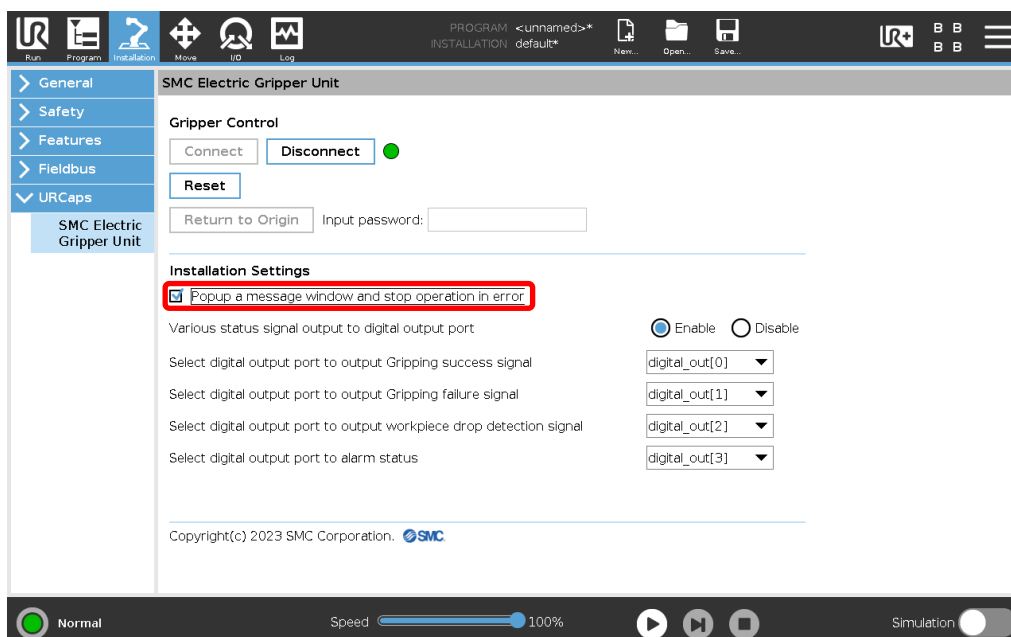 PROGRAM <unnamed>*
INSTALLATION default*
Run Program Installation Move I/O Log New... Open... Save...
UR+
B B
B B
General
Safety
Features
Fieldbus
URCaps
SMC Electric
Gripper Unit
SMC Electric Gripper Unit
Gripper Control
Connect Disconnect
Reset
Return to Origin Input password:
Installation Settings
Popup a message window and stop operation in error
Various status signal output to digital output port Enable Disable
Select digital output port to output Gripping success signal digital_out[0]
Select digital output port to output Gripping failure signal digital_out[1]
Select digital output port to output workpiece drop detection signal digital_out[2]
Select digital output port to alarm status digital_out[3]
Copyright(c) 2023 SMC Corporation. SMC
Normal Speed 100% Simulation